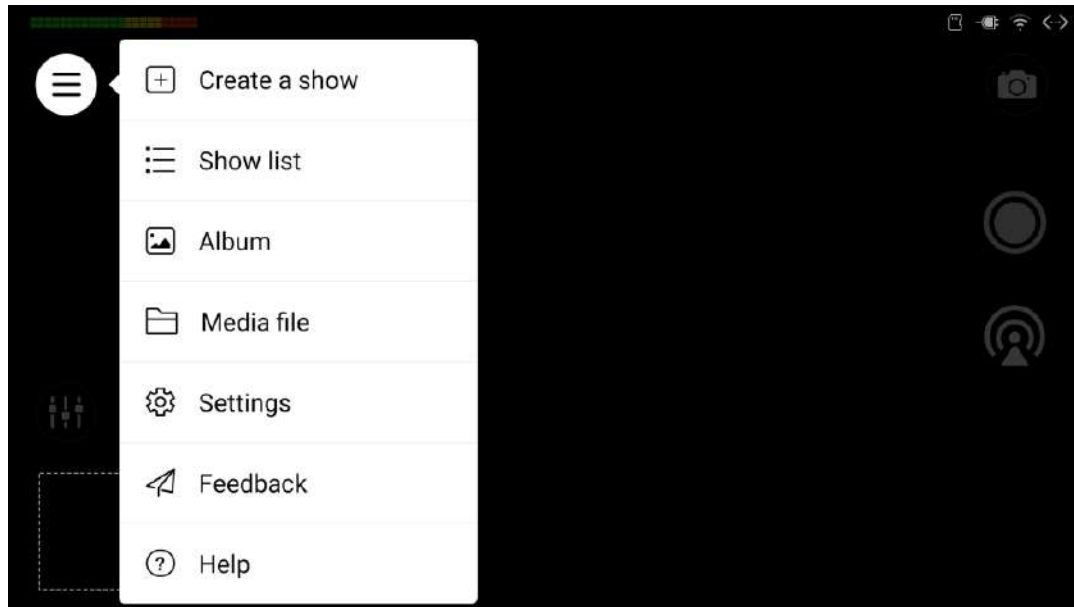 Create a show
Show list
Album
Media file
Settings
Feedback
Help